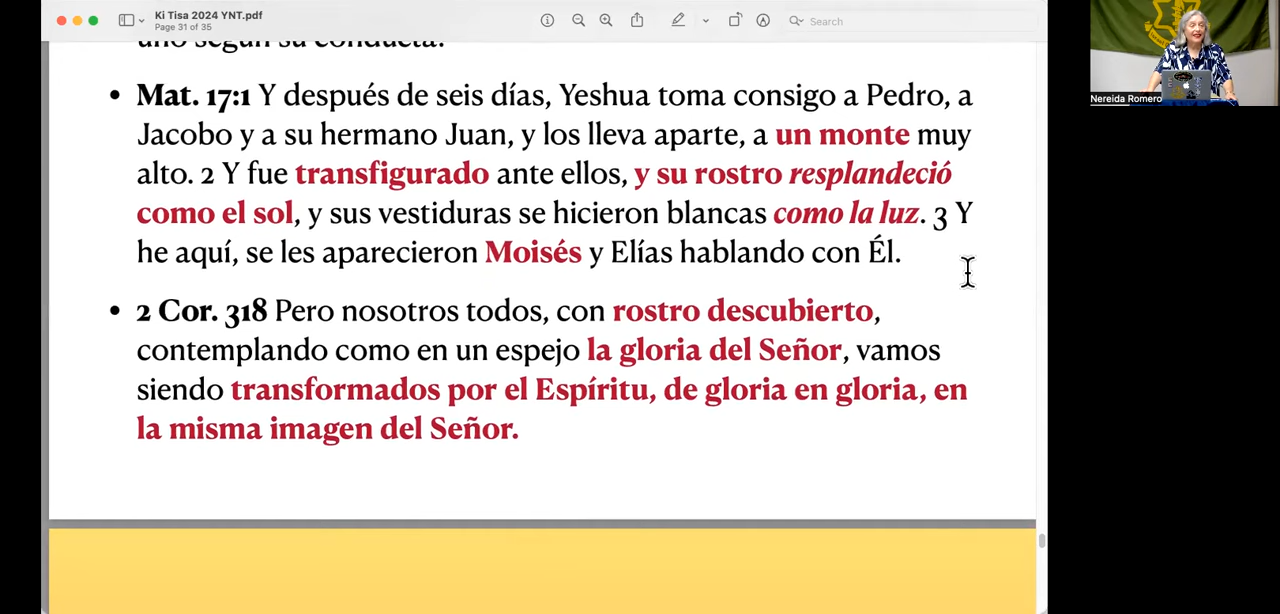 Ki Tisa 2024 YNT.pdf
Page 31 of 35
Search
Nereida Romero
uno según su conducta.
• Mat. 17:1 Y después de seis días, Yeshua toma consigo a Pedro, a
Jacobo y a su hermano Juan, y los lleva aparte, a un monte muy
alto. 2 Y fue transfigurado ante ellos, y su rostro resplandeció
como el sol, y sus vestiduras se hicieron blancas como la luz. 3 Y
he aquí, se les aparecieron Moisés y Elías hablando con Él.
• 2 Cor. 318 Pero nosotros todos, con rostro descubierto,
contemplando como en un espejo la gloria del Señor, vamos
siendo transformados por el Espíritu, de gloria en gloria, en
la misma imagen del Señor.